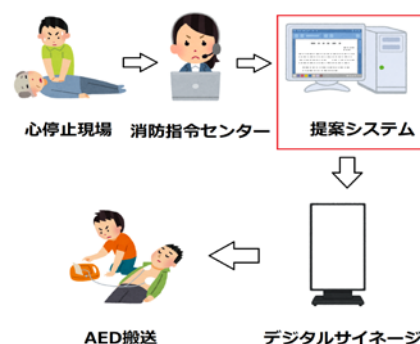 心停止現場
消防指令センター
提案システム
AED搬送
デジタルサイネージ